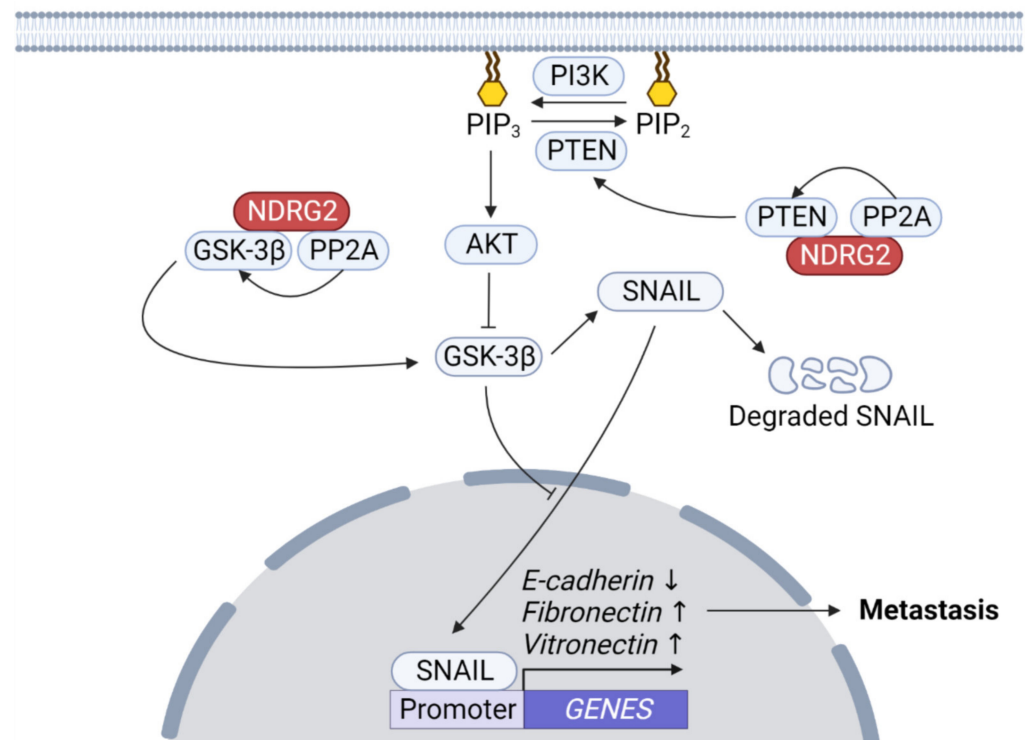 PI3K
PIP₃
PIP₂
PTEN
NDRG2
GSK-3β
PP2A
AKT
PTEN
PP2A
NDRG2
SNAIL
GSK-3β
Degraded SNAIL
E-cadherin ↓
Fibronectin ↑
Vitronectin ↑
Metastasis
SNAIL
Promoter
GENES